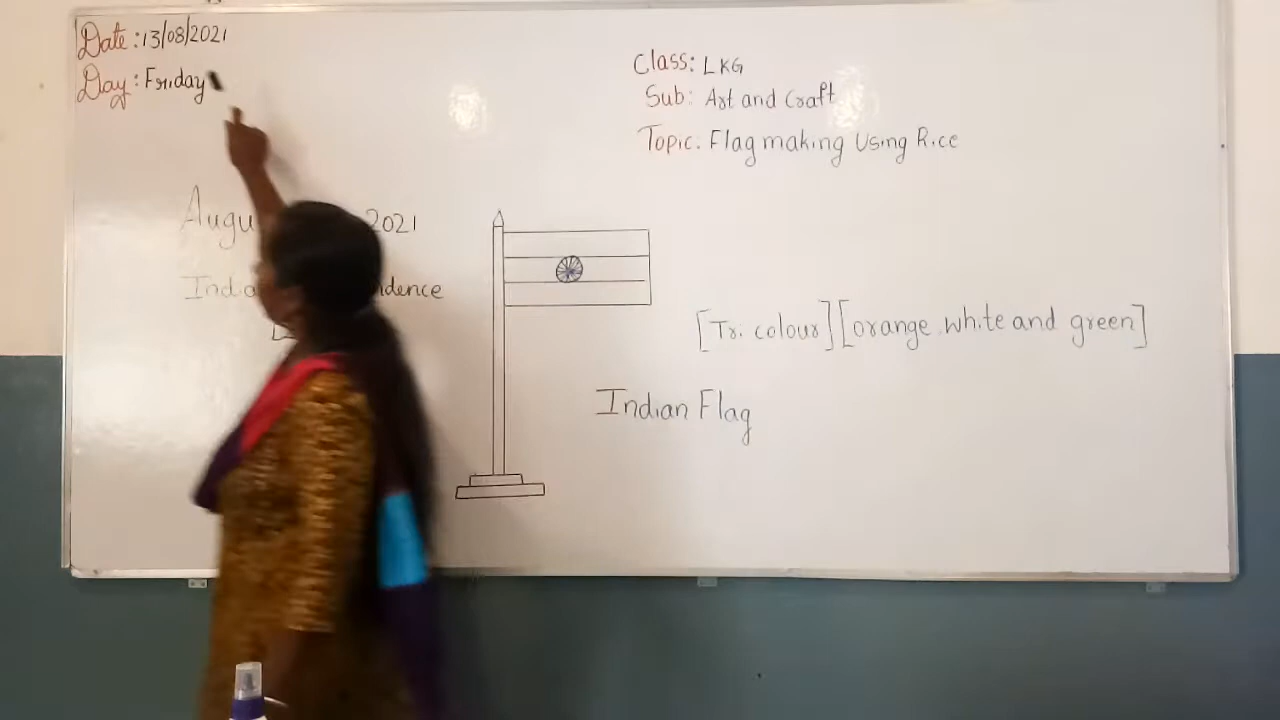 Date : 13/08/2021
Day : Friday
Class: LKG
Sub: Art and Craft
Topic. Flag making Using Rice
2021
[Tri colour] [orange white and green]
Indian Flag